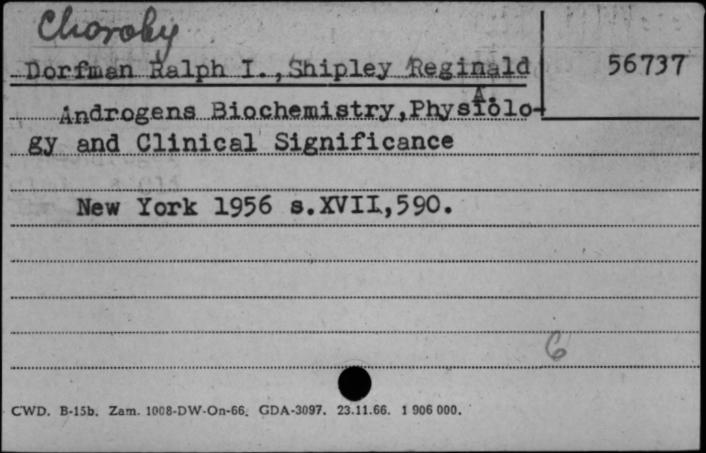 Choroby
Dorfman Ralph I., Shipley Reginald A.
56737
Androgens Biochemistry,Physiolo-
gy and Clinical Significance
New York 1956 s.XVII,590.
6
CWD. B-15b. Zam. 1008-DW-On-66. GDA-3097. 23.11.66. 1 906 000.